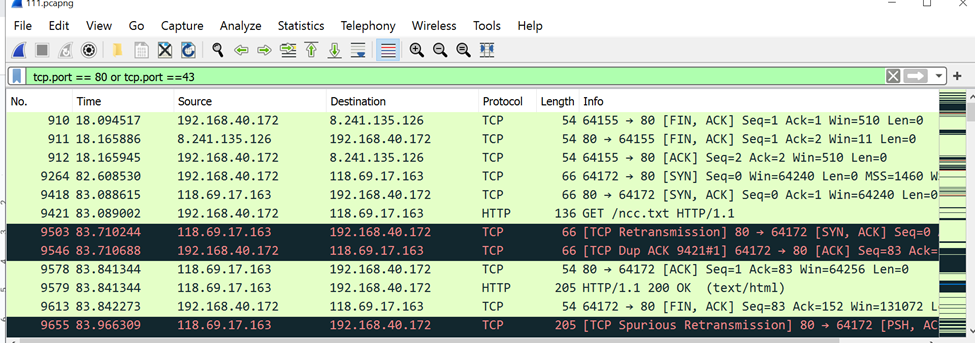 111.pcapng
File Edit View Go Capture Analyze Statistics Telephony Wireless Tools Help
tcp.port == 80 or tcp.port ==43
No. Time Source Destination Protocol Length Info
910 18.094517 192.168.40.172 8.241.135.126 TCP 54 64155 → 80 [FIN, ACK] Seq=1 Ack=1 Win=510 Len=0
911 18.165886 8.241.135.126 192.168.40.172 TCP 54 80 → 64155 [FIN, ACK] Seq=1 Ack=2 Win=11 Len=0
912 18.165945 192.168.40.172 8.241.135.126 TCP 54 64155 → 80 [ACK] Seq=2 Ack=2 Win=510 Len=0
9264 82.608530 192.168.40.172 118.69.17.163 TCP 66 64172 → 80 [SYN] Seq=0 Win=64240 Len=0 MSS=1460 W
9418 83.088615 118.69.17.163 192.168.40.172 TCP 66 80 → 64172 [SYN, ACK] Seq=0 Ack=1 Win=64240 Len=0
9421 83.089002 192.168.40.172 118.69.17.163 HTTP 136 GET /ncc.txt HTTP/1.1
9503 83.710244 118.69.17.163 192.168.40.172 TCP 66 [TCP Retransmission] 80 → 64172 [SYN, ACK] Seq=0
9546 83.710688 192.168.40.172 118.69.17.163 TCP 66 [TCP Dup ACK 9421#1] 64172 → 80 [ACK] Seq=83 Ack=
9578 83.841344 118.69.17.163 192.168.40.172 TCP 54 80 → 64172 [ACK] Seq=1 Ack=83 Win=64256 Len=0
9579 83.841344 118.69.17.163 192.168.40.172 HTTP 205 HTTP/1.1 200 OK (text/html)
9613 83.842273 192.168.40.172 118.69.17.163 TCP 54 64172 → 80 [FIN, ACK] Seq=83 Ack=152 Win=131072 L
9655 83.966309 118.69.17.163 192.168.40.172 TCP 205 [TCP Spurious Retransmission] 80 → 64172 [PSH, AC